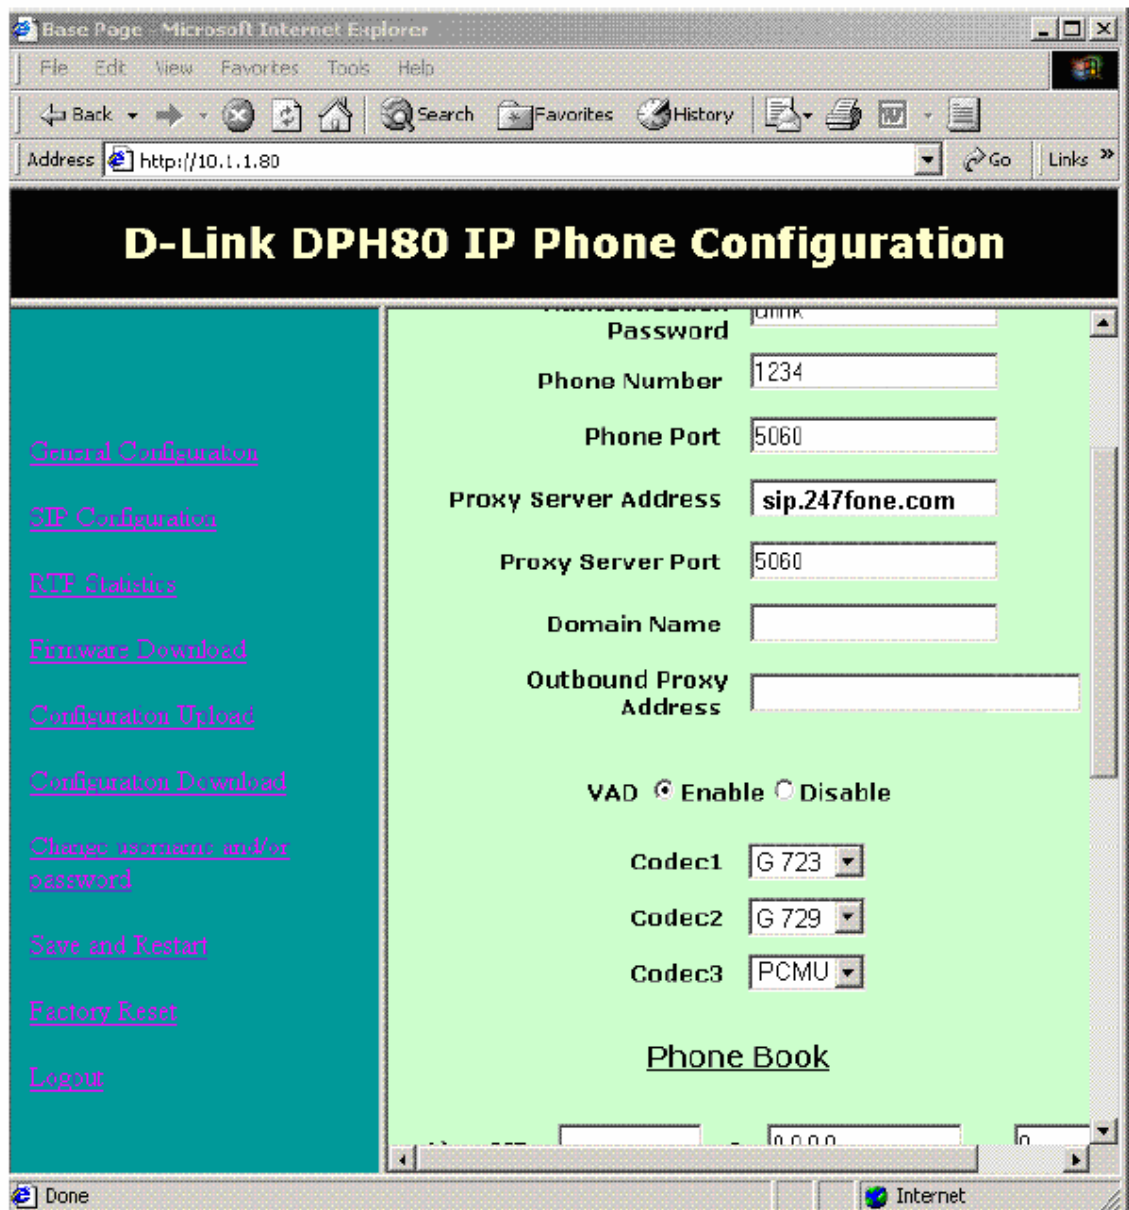 Base Page - Microsoft Internet Explorer
File Edit View Favorites Tools Help
Back Search Favorites History
Address http://10.1.1.80 Go Links »
D-Link DPH80 IP Phone Configuration
General Configuration
SIP Configuration
RTP Statistics
Firmware Download
Configuration Upload
Configuration Download
Change username and/or
password
Save and Restart
Factory Reset
Logout
Password
Phone Number 1234
Phone Port 5060
Proxy Server Address sip.247fone.com
Proxy Server Port 5060
Domain Name
Outbound Proxy
Address
VAD Enable Disable
Codec1 G 723
Codec2 G 729
Codec3 PCMU
Phone Book
0.0.0.0
Done Internet